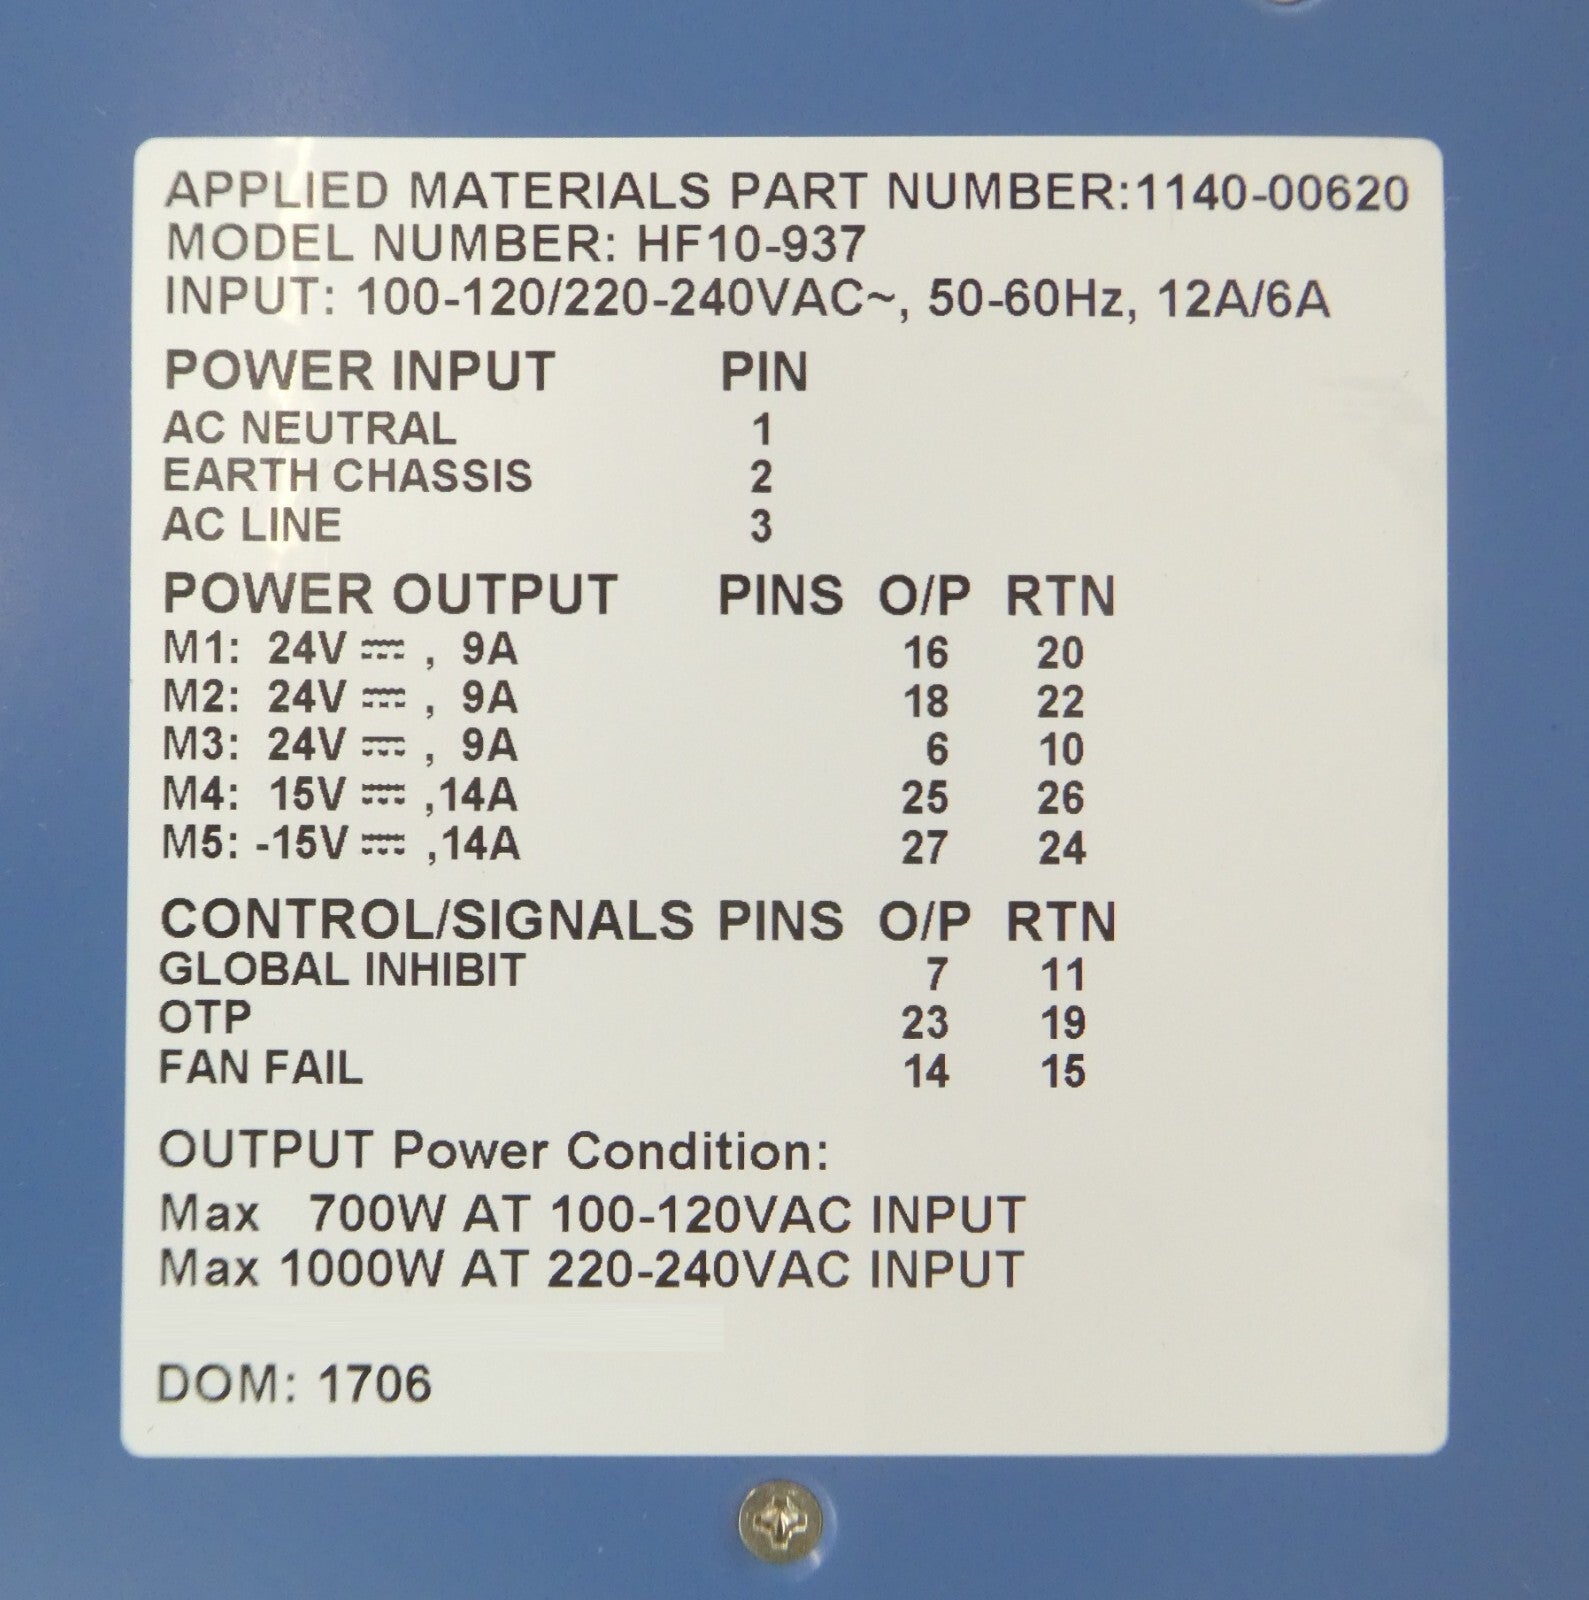 APPLIED MATERIALS PART NUMBER:1140-00620
MODEL NUMBER: HF10-937
INPUT: 100-120/220-240VAC~, 50-60Hz, 12A/6A
POWER INPUT PIN
AC NEUTRAL 1
EARTH CHASSIS 2
AC LINE 3
POWER OUTPUT PINS O/P RTN
M1: 24V ⎓ , 9A 16 20
M2: 24V ⎓ , 9A 18 22
M3: 24V ⎓ , 9A 6 10
M4: 15V ⎓ ,14A 25 26
M5: -15V ⎓ ,14A 27 24
CONTROL/SIGNALS PINS O/P RTN
GLOBAL INHIBIT 7 11
OTP 23 19
FAN FAIL 14 15
OUTPUT Power Condition:
Max 700W AT 100-120VAC INPUT
Max 1000W AT 220-240VAC INPUT
DOM: 1706